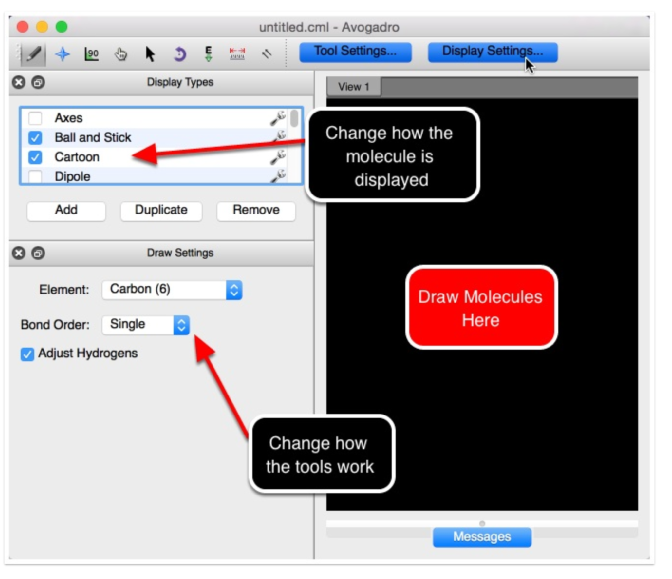 untitled.cml - Avogadro
90
E
Tool Settings...
Display Settings...
Display Types
View 1
Axes
Ball and Stick
Cartoon
Dipole
Change how the
molecule is
displayed
Add
Duplicate
Remove
Draw Settings
Element:
Carbon (6)
Draw Molecules
Here
Bond Order:
Single
Adjust Hydrogens
Change how
the tools work
Messages